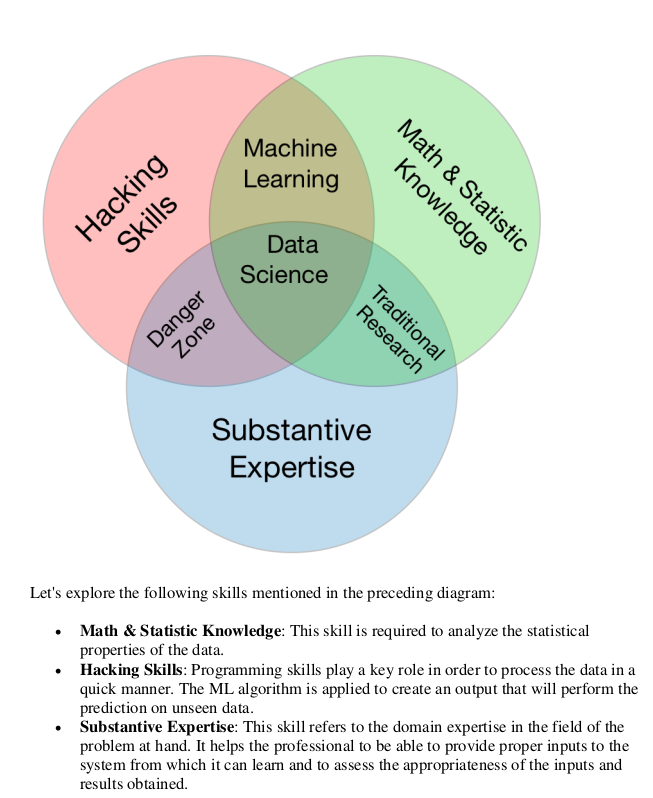 Machine
Learning
Hacking
Skills
Math & Statistic
Knowledge
Data
Science
Danger
Zone
Traditional
Research
Substantive
Expertise
Let's explore the following skills mentioned in the preceding diagram:
• Math & Statistic Knowledge: This skill is required to analyze the statistical
properties of the data.
• Hacking Skills: Programming skills play a key role in order to process the data in a
quick manner. The ML algorithm is applied to create an output that will perform the
prediction on unseen data.
• Substantive Expertise: This skill refers to the domain expertise in the field of the
problem at hand. It helps the professional to be able to provide proper inputs to the
system from which it can learn and to assess the appropriateness of the inputs and
results obtained.